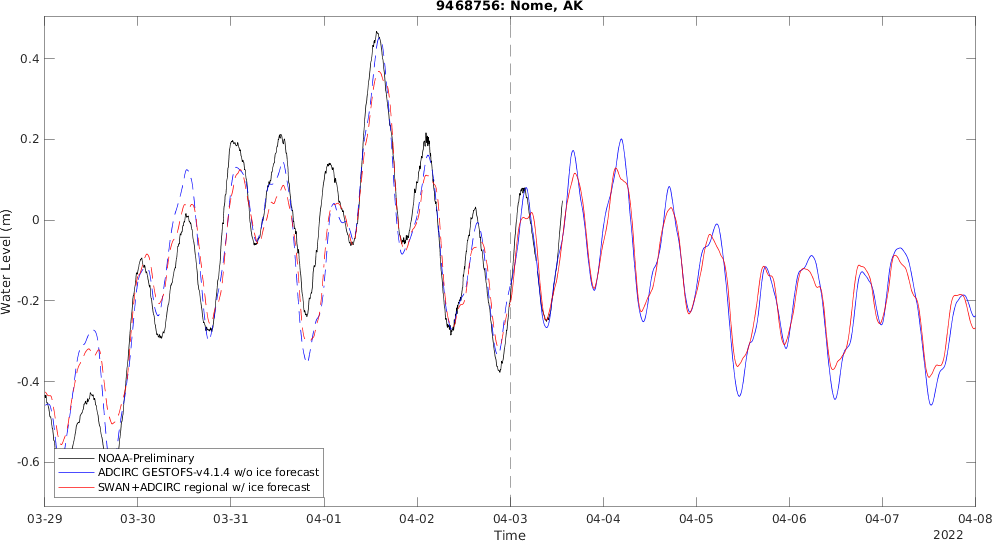 9468756: Nome, AK
Water Level (m)
0.4
0.2
0
-0.2
-0.4
-0.6
NOAA-Preliminary
ADCIRC GESTOFS-v4.1.4 w/o ice forecast
SWAN+ADCIRC regional w/ ice forecast
03-29 03-30 03-31 04-01 04-02 04-03 04-04 04-05 04-06 04-07 04-08
Time
2022